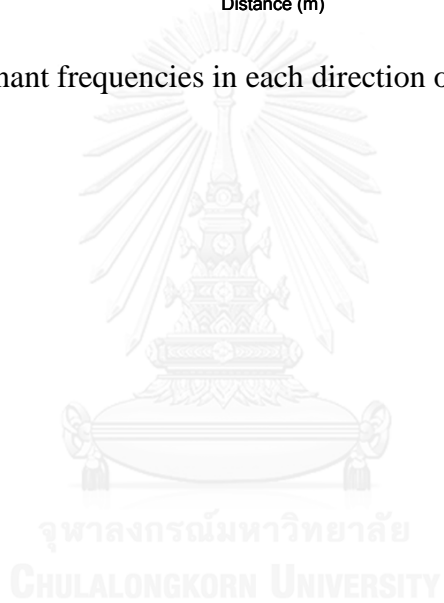 Distance (m)
nant frequencies in each direction o
จุฬาลงกรณ์มหาวิทยาลัย
CHULALONGKORN UNIVERSITY